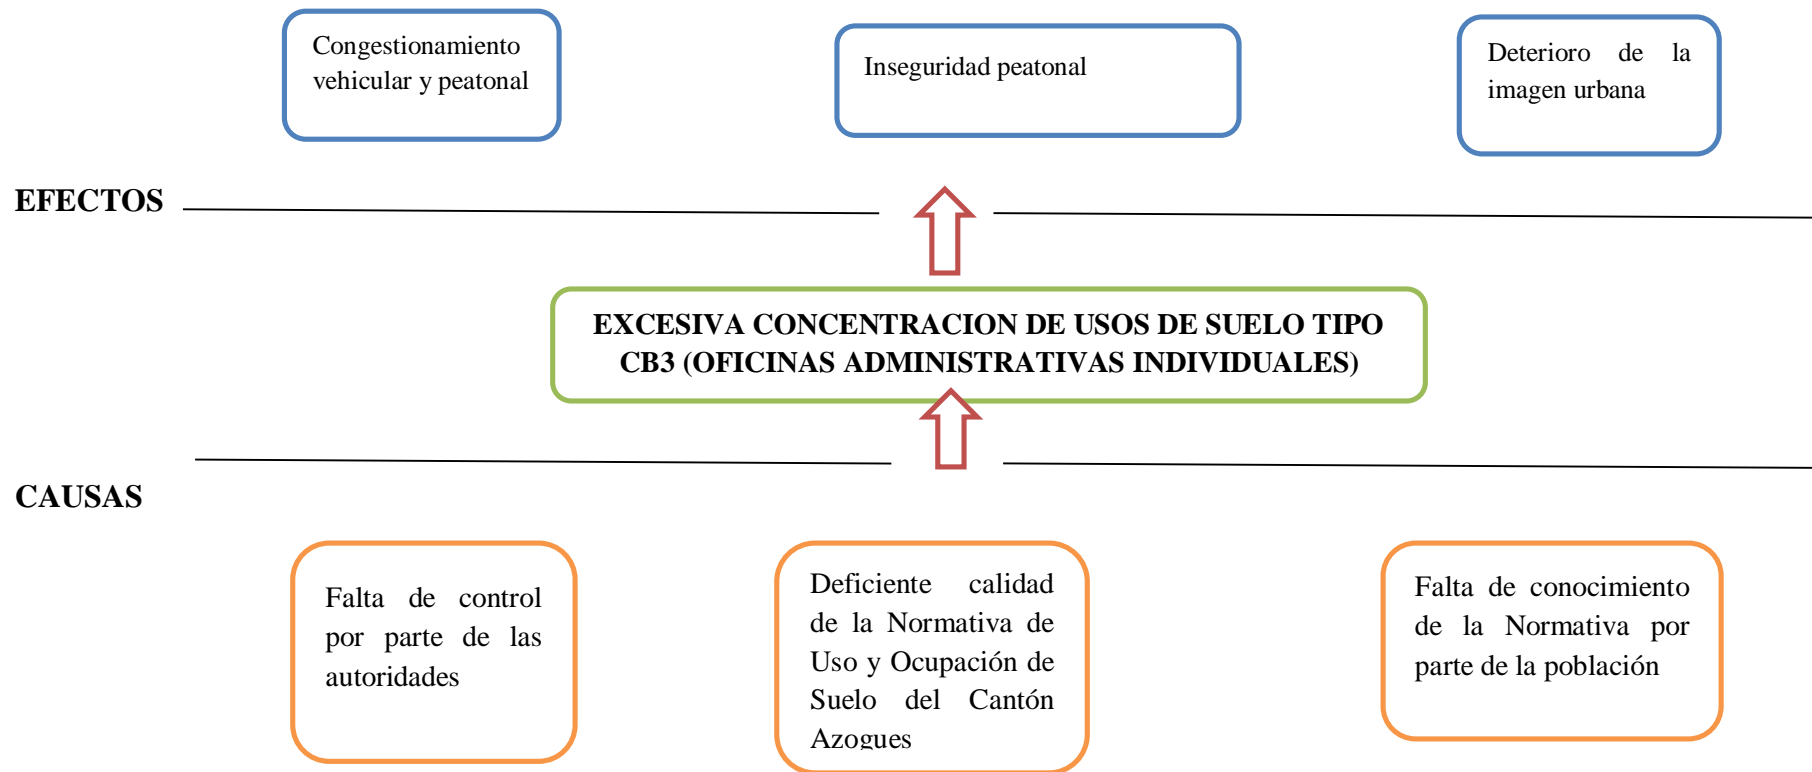 Congestionamiento
vehicular y peatonal
Inseguridad peatonal
Deterioro de la
imagen urbana
EFECTOS
EXCESIVA CONCENTRACION DE USOS DE SUELO TIPO
CB3 (OFICINAS ADMINISTRATIVAS INDIVIDUALES)
CAUSAS
Falta de control
por parte de las
autoridades
Deficiente calidad
de la Normativa de
Uso y Ocupación de
Suelo del Cantón
Azogues
Falta de conocimiento
de la Normativa por
parte de la población